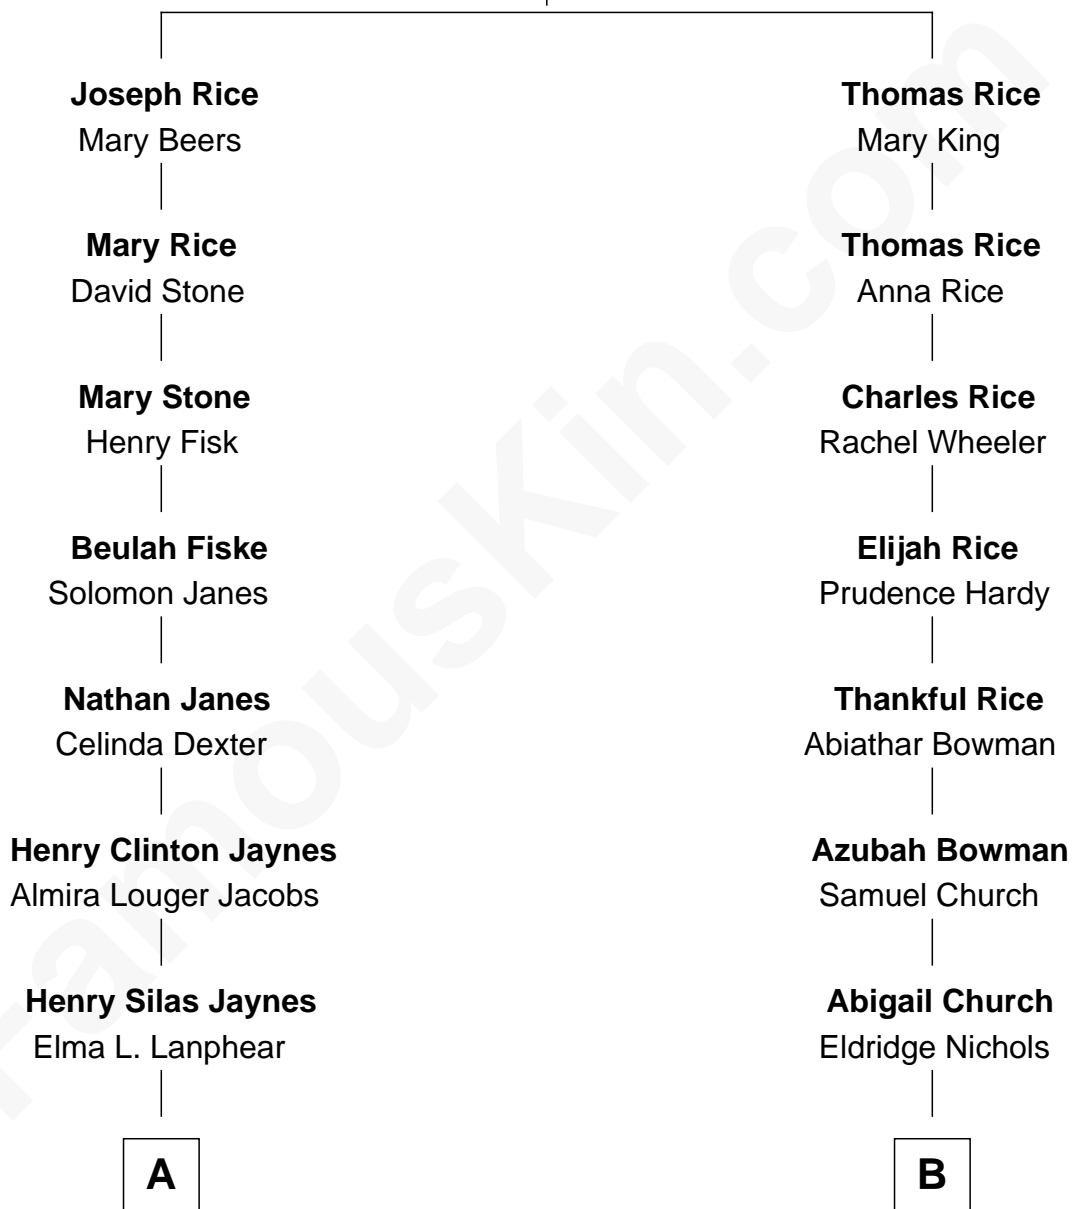 Joseph Rice
Mary Beers
Thomas Rice
Mary King
Mary Rice
David Stone
Thomas Rice
Anna Rice
Mary Stone
Henry Fisk
Charles Rice
Rachel Wheeler
Beulah Fiske
Solomon Janes
Elijah Rice
Prudence Hardy
Nathan Janes
Celinda Dexter
Thankful Rice
Abiathar Bowman
Henry Clinton Jaynes
Almira Louger Jacobs
Azubah Bowman
Samuel Church
Henry Silas Jaynes
Elma L. Lanphear
Abigail Church
Eldridge Nichols
A
B
FamousKin.com